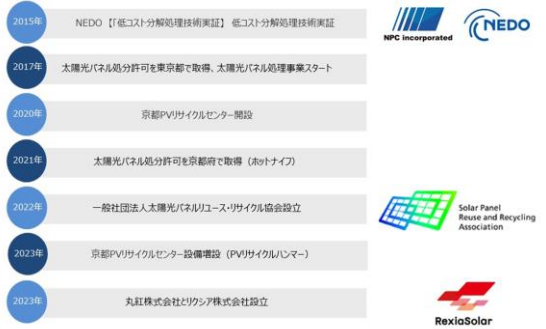 2015年
NEDO 【「低コスト分解処理技術実証】 低コスト分解処理技術実証
NPC incorporated
NEDO
2017年
太陽光パネル処分許可を東京都で取得、太陽光パネル処理事業スタート
2020年
京都PVリサイクルセンター開設
2021年
太陽光パネル処分許可を京都府で取得（ホットナイフ）
2022年
一般社団法人太陽光パネルリユース・リサイクル協会設立
Solar Panel
Reuse and Recycling
Association
2023年
京都PVリサイクルセンター設備増設（PVリサイクルハンマー）
2023年
丸紅株式会社とリクシア株式会社設立
RexiaSolar